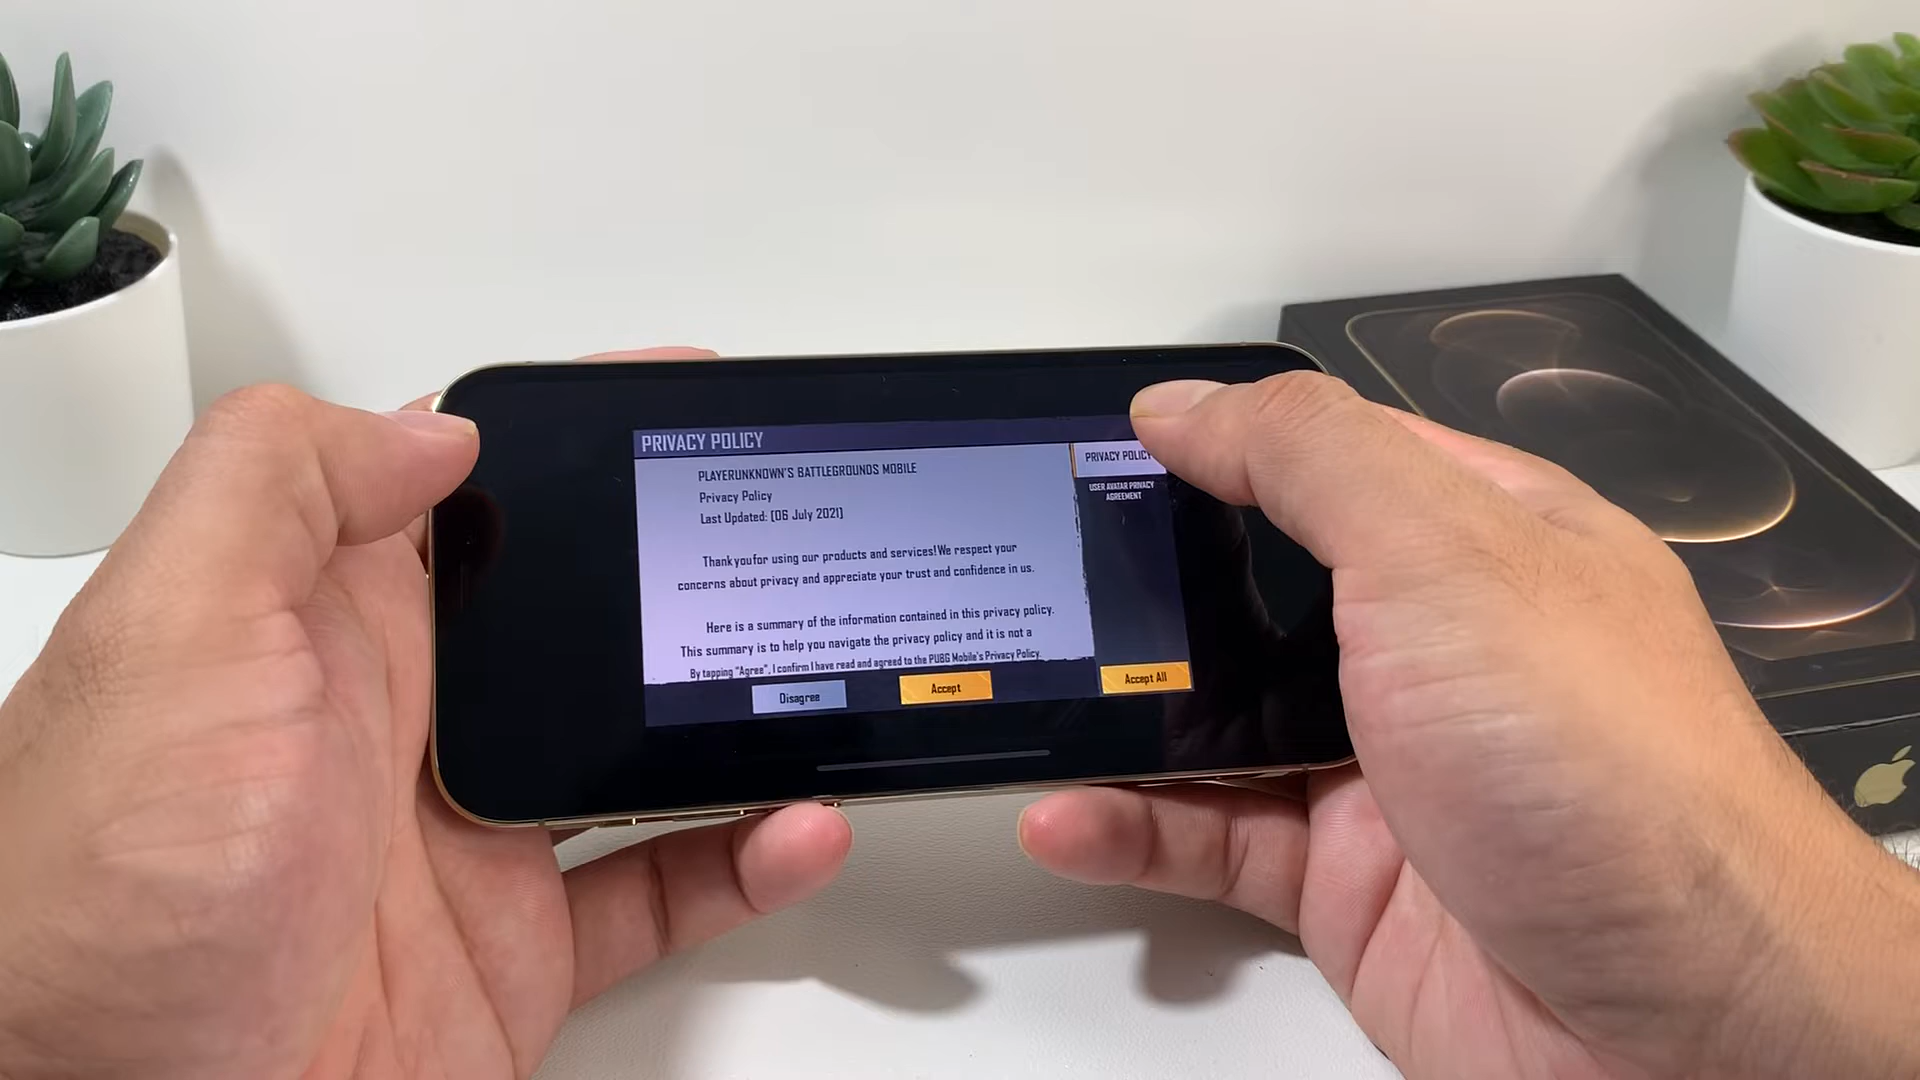 PRIVACY POLICY
PLAYERUNKNOWN'S BATTLEGROUNDS MOBILE
Privacy Policy
Last Updated: [06 July 2021]
Thankyoufor using our products and services!We respect your
concerns about privacy and appreciate your trust and confidence in us.
Here is a summary of the information contained in this privacy policy.
This summary is to help you navigate the privacy policy and it is not a
By tapping "Agree", I confirm I have read and agreed to the PUBG Mobile's Privacy Policy.
Disagree
Accept
PRIVACY POLICY
USER AVATAR PRIVACY
AGREEMENT
Accept All